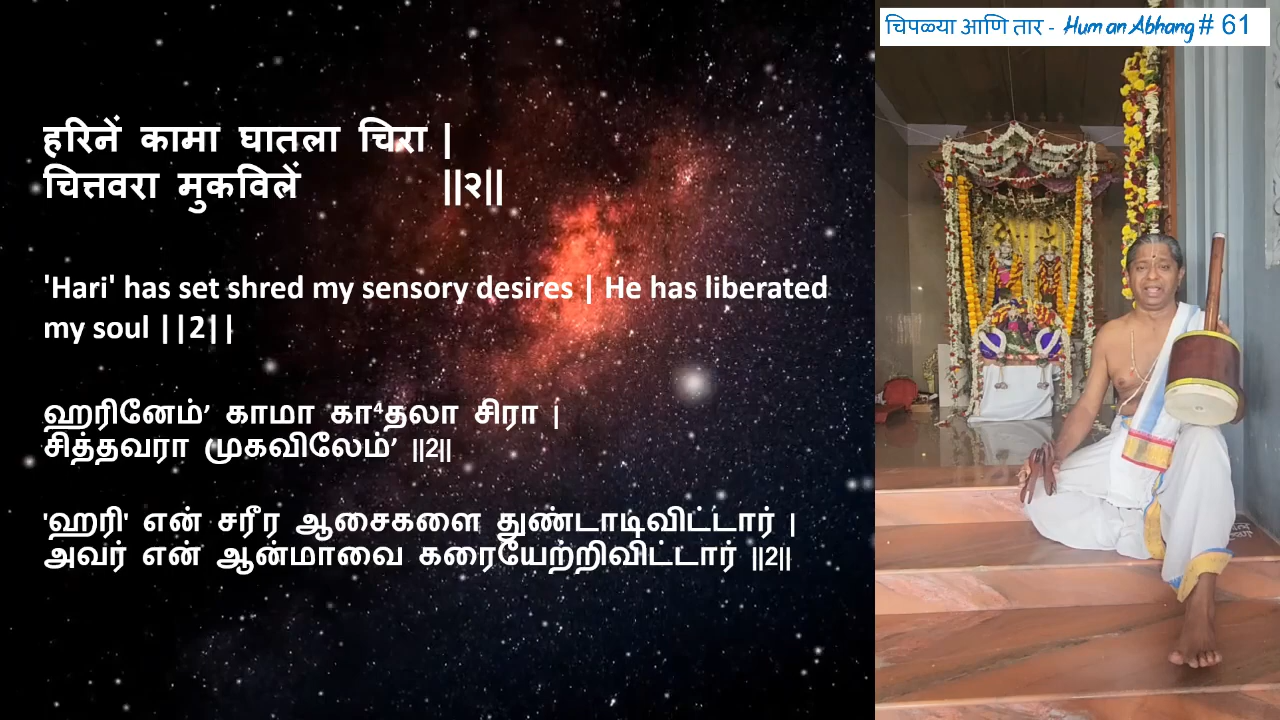 चिपळ्या आणि तार - Hum an Abhang # 61
हरिनें कामा घातला चिरा |
चित्तवरा मुकविलें ||२||
'Hari' has set shred my sensory desires | He has liberated
my soul ||2||
ஹரினேம்’ காமா கா⁴தலா சிரா |
சித்தவரா முகவிலேம்’ ||2||
'ஹரி' என் சரீர ஆசைகளை துண்டாடிவிட்டார் |
அவர் என் ஆன்மாவை கரையேற்றிவிட்டார் ||2||